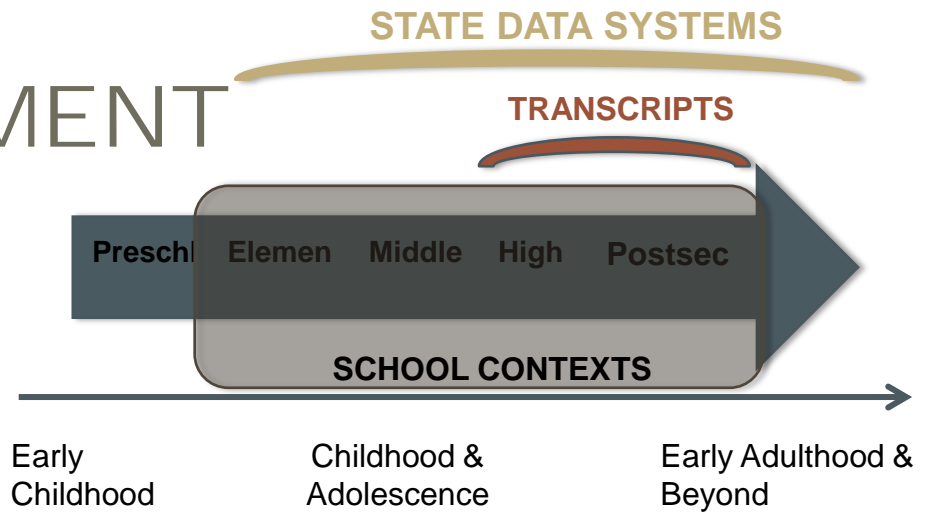 STATE DATA SYSTEMS
MENT
TRANSCRIPTS
Preschl Elemen Middle High Postsec
SCHOOL CONTEXTS
Early Childhood & Early Adulthood &
Childhood Adolescence Beyond